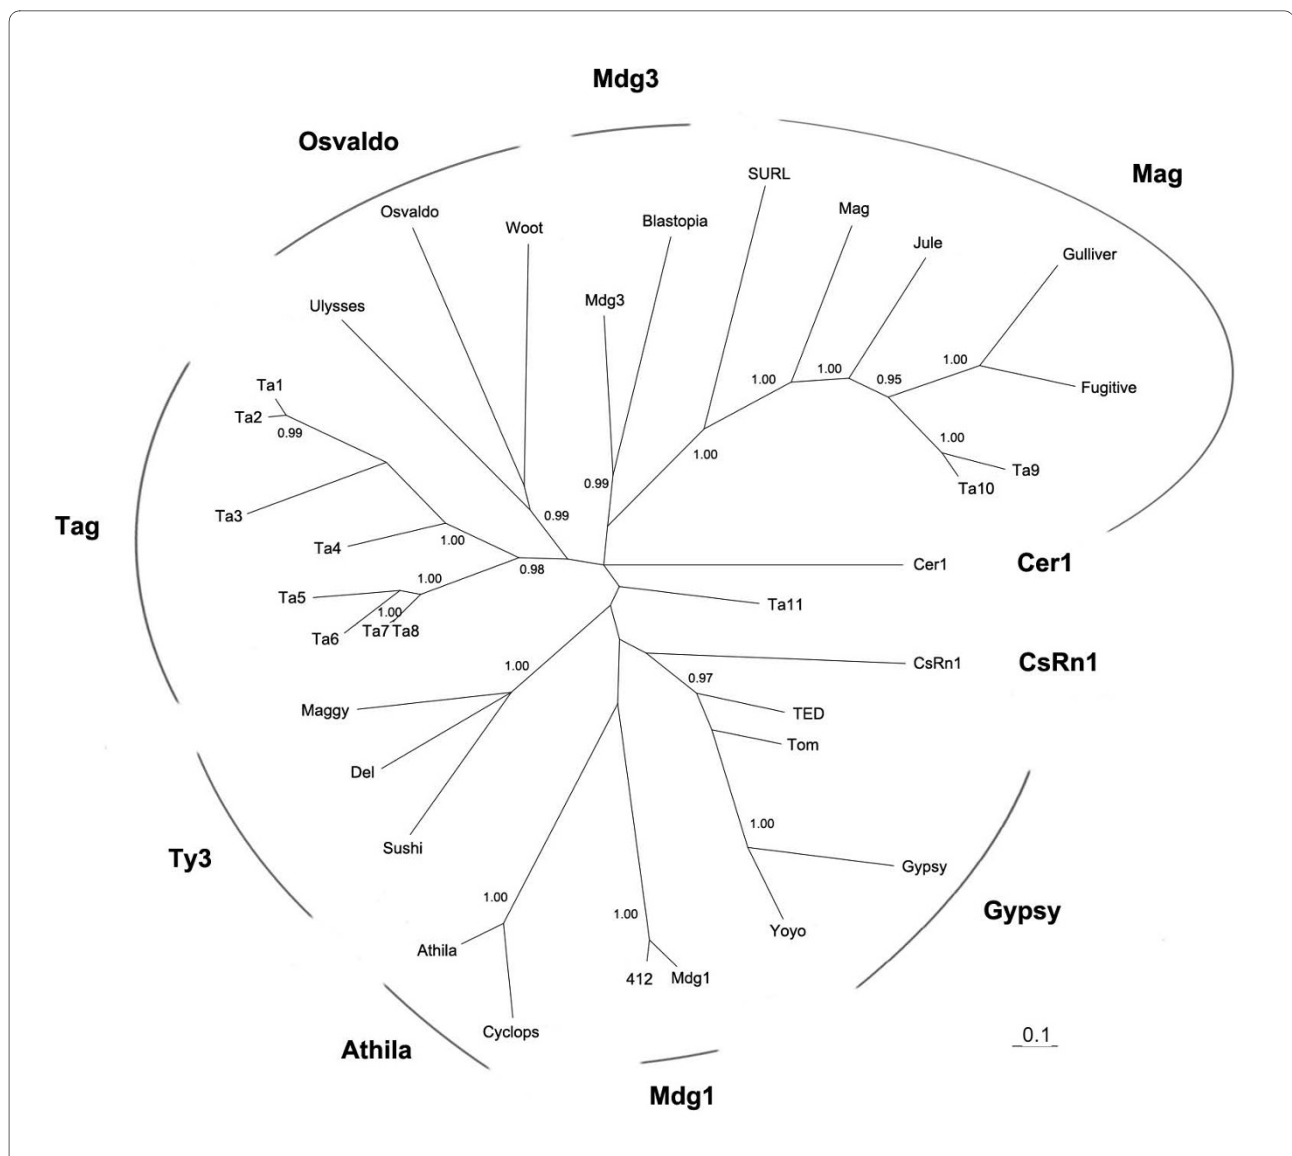 Mdg3
Osvaldo
Mag
SURL
Osvaldo
Mag
Woot
Blastopia
Jule
Gulliver
Mdg3
Ulysses
1.00
1.00
1.00
0.95
Ta1
Fugitive
Ta2
0.99
1.00
1.00
Ta9
0.99
Ta10
Ta3
0.99
Tag
1.00
Ta4
Cer1
0.98
Cer1
1.00
Ta5
Ta11
1.00
Ta6
Ta7 Ta8
1.00
CsRn1
CsRn1
0.97
Maggy
TED
Tom
Del
1.00
Sushi
Ty3
Gypsy
1.00
1.00
Gypsy
Yoyo
Athila
412
Mdg1
Cyclops
0.1
Athila
Mdg1